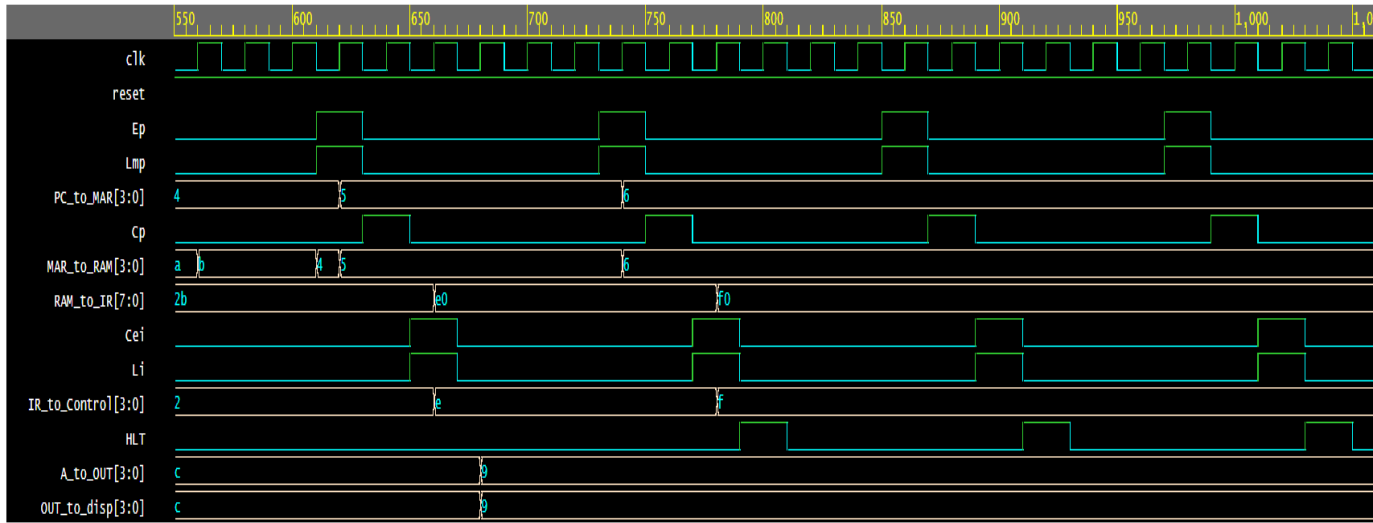 550 600 650 700 750 800 850 900 950 1,000 1,0
clk
reset
Ep
Lmp
PC_to_MAR[3:0] 4 5 6
Cp
MAR_to_RAM[3:0] a b 4 5 6
RAM_to_IR[7:0] 2b e0 f0
Cei
Li
IR_to_Control[3:0] 2 e f
HLT
A_to_OUT[3:0] c 9
OUT_to_disp[3:0] c 9